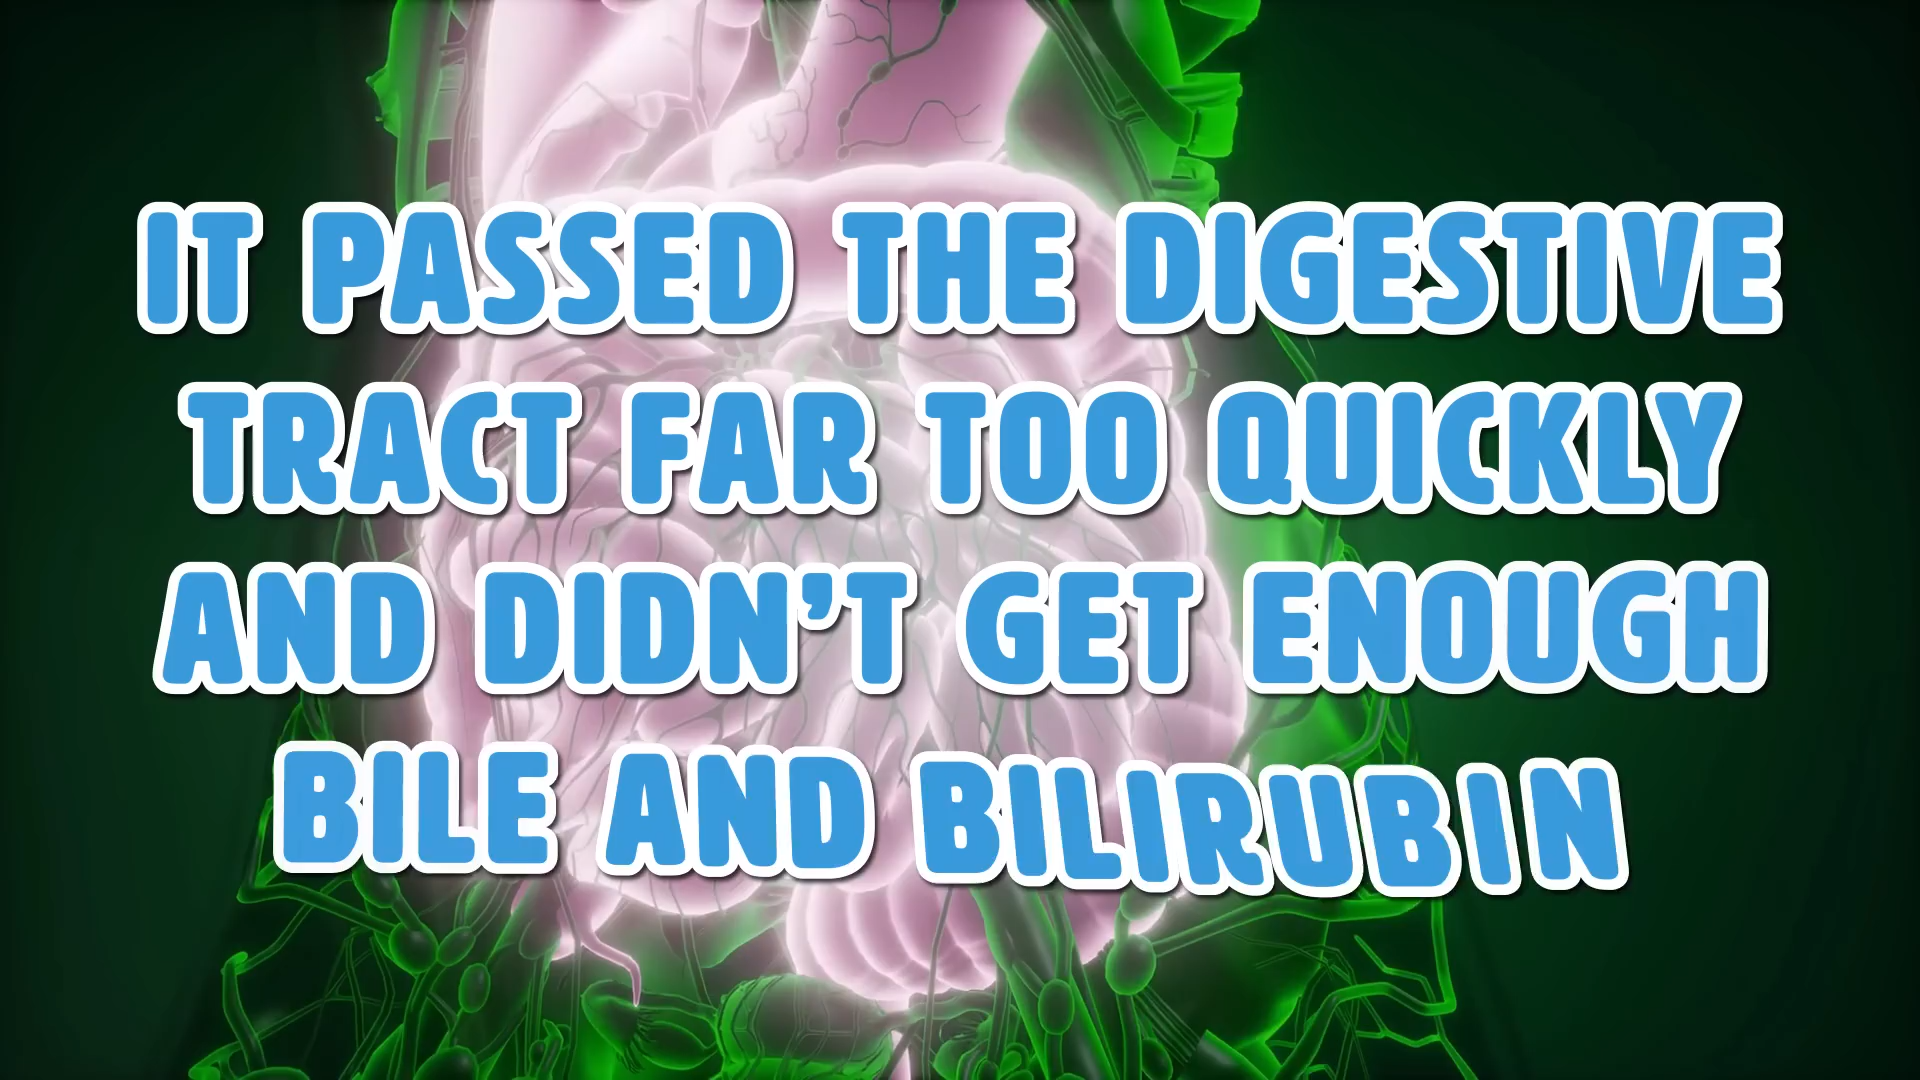 IT PASSED THE DIGESTIVE
TRACT FAR TOO QUICKLY
AND DIDN'T GET ENOUGH
BILE AND BILIRUBIN